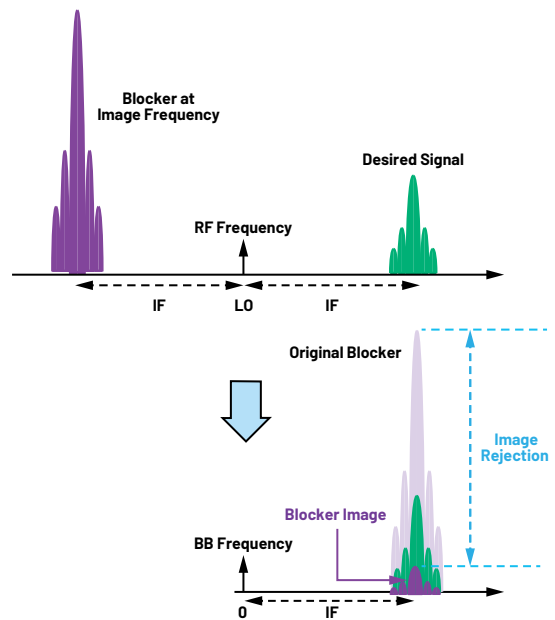 Blocker at
Image Frequency
Desired Signal
RF Frequency
IF
LO
IF
Original Blocker
Image
Rejection
Blocker Image
BB Frequency
0
IF